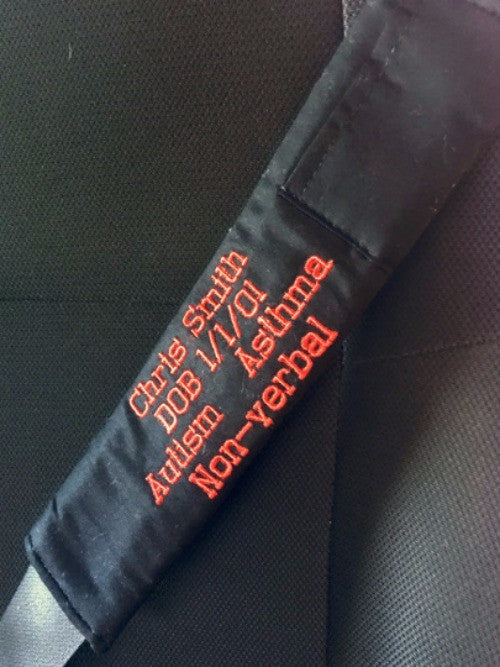 Chris Smith
DOB 1/1/01
Autism Asthma
Non-verbal